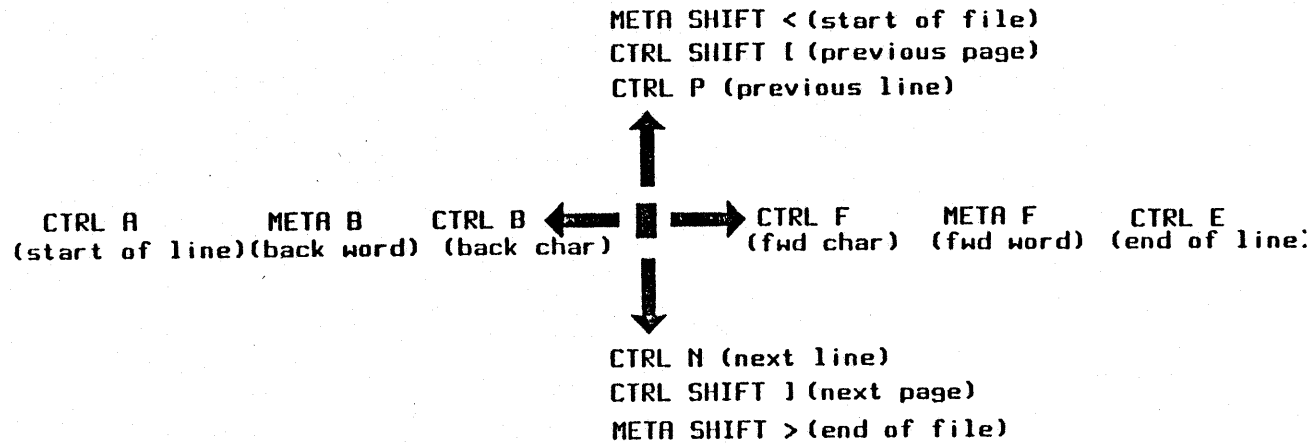 META SHIFT < (start of file)
CTRL SHIFT [ (previous page)
CTRL P (previous line)
CTRL A META B CTRL B CTRL F META F CTRL E
(start of line) (back word) (back char) (fwd char) (fwd word) (end of line)
CTRL N (next line)
CTRL SHIFT ] (next page)
META SHIFT > (end of file)